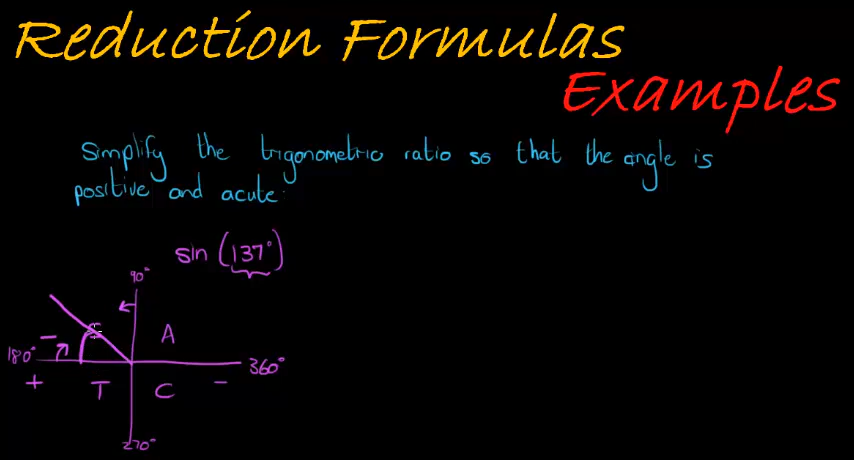 Reduction Formulas
Examples
Simplify the trigonometric ratio so that the angle is
positive and acute.
sin (137°)
90°
S A
180° − 360°
+ T C −
270°